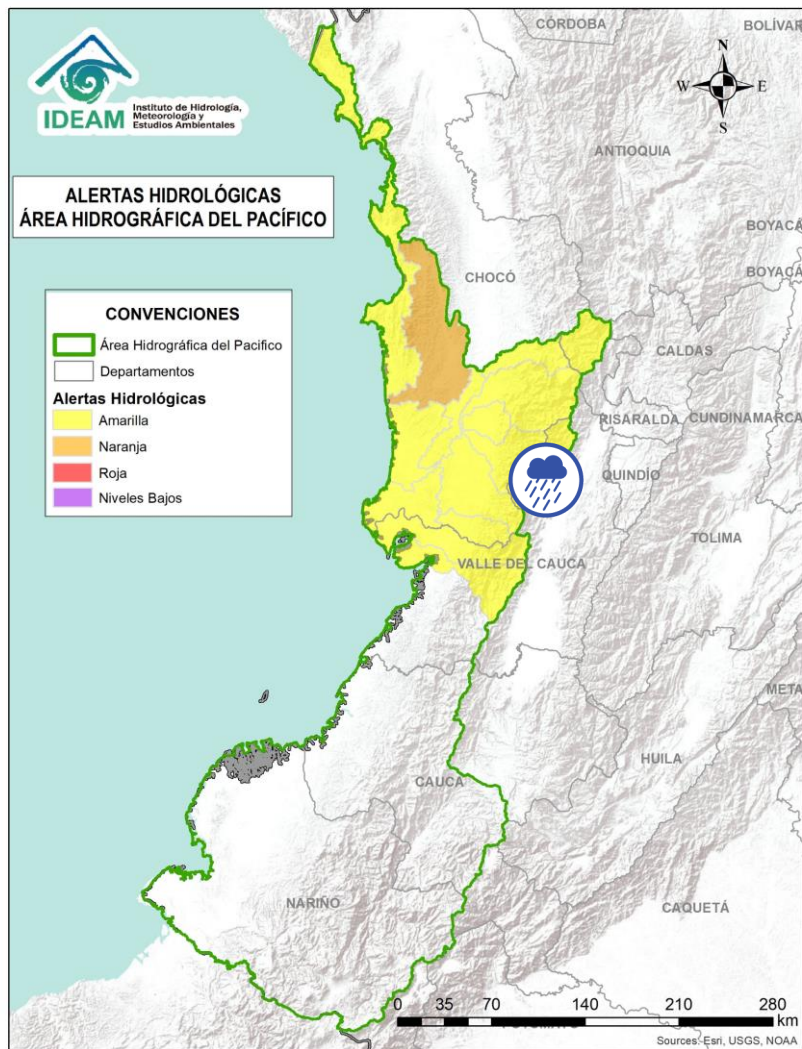 IDEAM
Instituto de Hidrología,
Meteorología y
Estudios Ambientales
ALERTAS HIDROLÓGICAS
ÁREA HIDROGRÁFICA DEL PACÍFICO
CONVENCIONES
Área Hidrográfica del Pacifico
Departamentos
Alertas Hidrológicas
Amarilla
Naranja
Roja
Niveles Bajos
N
W
E
S
CÓRDOBA
BOLÍVAR
ANTIOQUIA
BOYACÁ
BOYACÁ
CHOCÓ
CALDAS
RISARALDA
CUNDINAMARCA
QUINDÍO
TOLIMA
VALLE DEL CAUCA
META
HUILA
CAUCA
NARIÑO
CAQUETÁ
0 35 70 140 210 280
km
Sources: Esri, USGS, NOAA